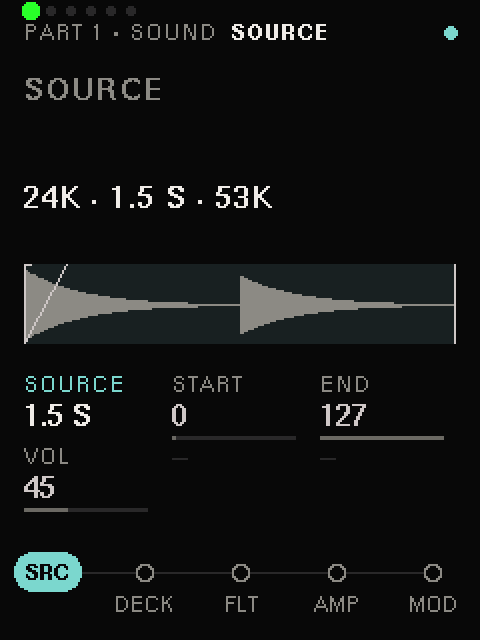 PART 1 · SOUND SOURCE
SOURCE
24K · 1.5 S · 53K
SOURCE START END
1.5 S 0 127
VOL — —
45
SRC
DECK FLT AMP MOD